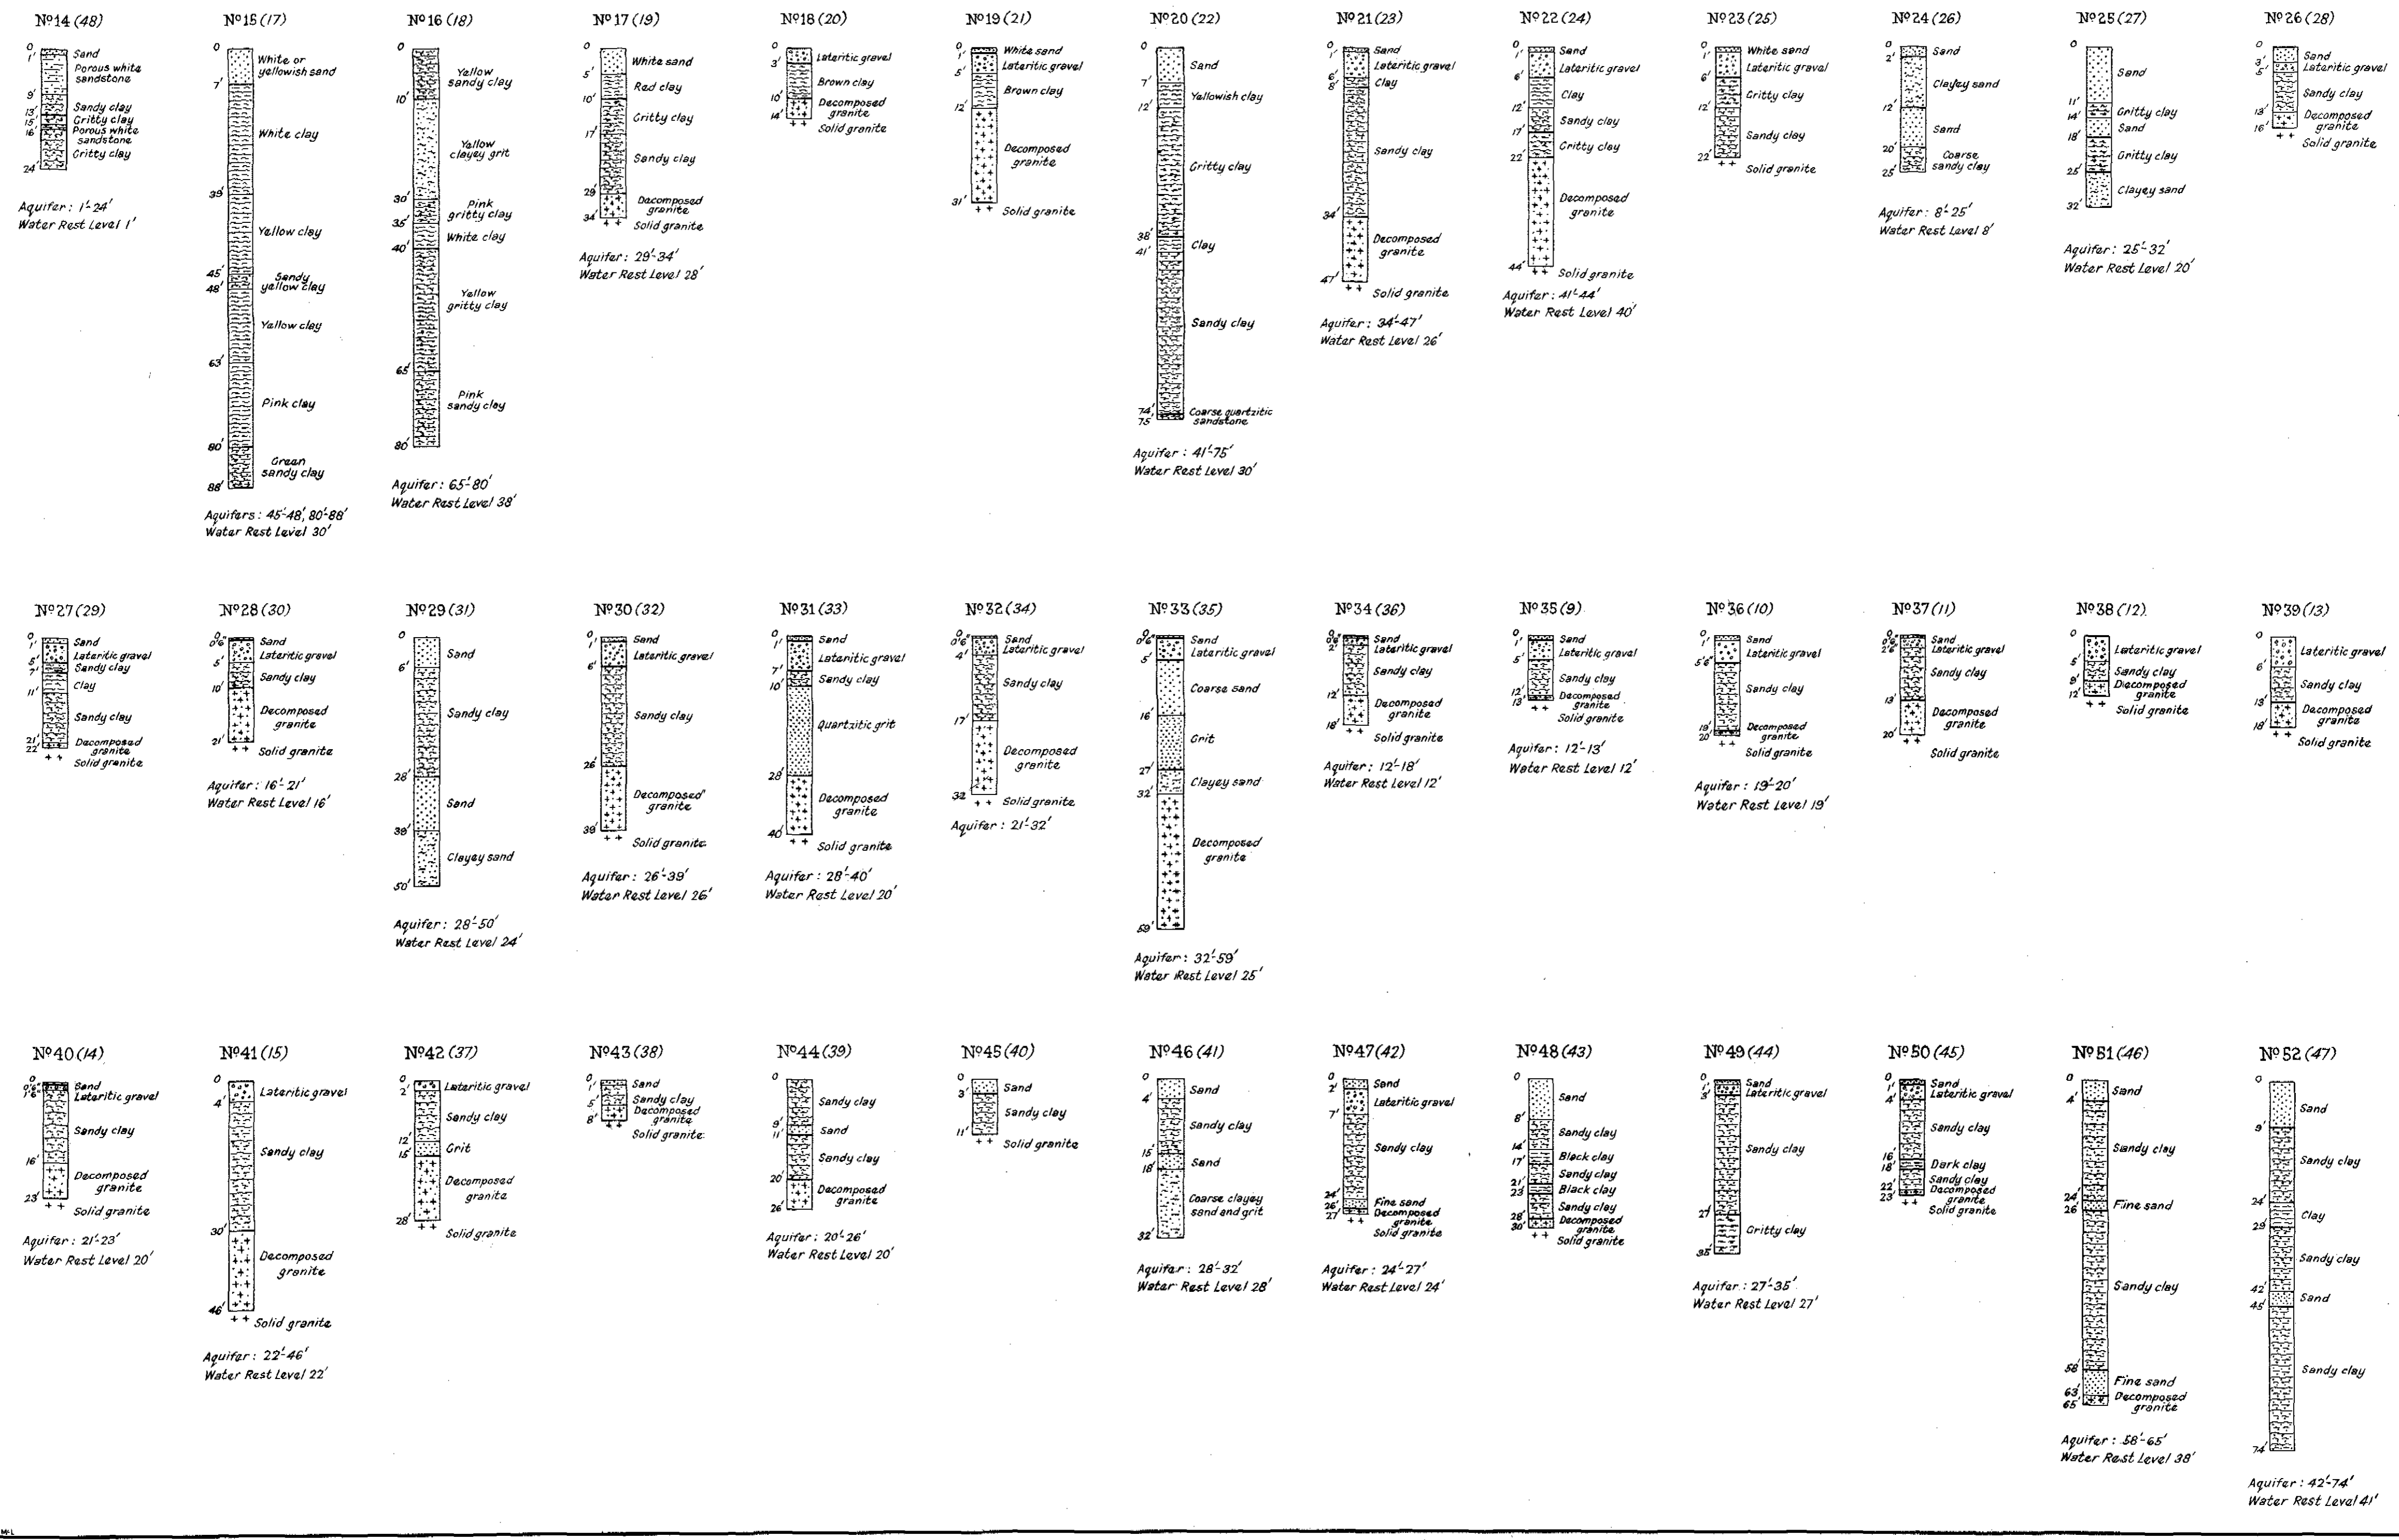 Nº14 (48)
0
1'
9'
13'
15'
16'
24'
Sand
Porous white
sandstone
Sandy clay
Gritty clay
Porous white
sandstone
Gritty clay
Aquifer: 1'-24'
Water Rest Level 1'
Nº15 (17)
0
7'
39'
45'
48'
63'
80'
88'
White or
yellowish sand
White clay
Yellow clay
Sandy
yellow clay
Yellow clay
Pink clay
Green
sandy clay
Aquifers: 45'-48', 80'-88'
Water Rest Level 30'
Nº16 (18)
0
10'
30'
35'
40'
65'
80'
Yellow
sandy clay
Yellow
clayey grit
Pink
gritty clay
White clay
Yellow
gritty clay
Pink
sandy clay
Aquifer: 65'-80'
Water Rest Level 38'
Nº17 (19)
0
5'
10'
17'
29'
34'
White sand
Red clay
Gritty clay
Sandy clay
Decomposed
granite
Solid granite
Aquifer: 29'-34'
Water Rest Level 28'
Nº18 (20)
0
3'
10'
14'
Lateritic gravel
Brown clay
Decomposed
granite
Solid granite
Nº19 (21)
0
1'
5'
12'
31'
White sand
Lateritic gravel
Brown clay
Decomposed
granite
Solid granite
Nº20 (22)
0
7'
12'
38'
41'
74'
75
Sand
Yellowish clay
Gritty clay
Clay
Sandy clay
Coarse quartzitic
sandstone
Aquifer: 41'-75'
Water Rest Level 30'
Nº21 (23)
0
1'
6'
8'
34'
47'
Sand
Lateritic gravel
Clay
Sandy clay
Decomposed
granite
Solid granite
Aquifer: 34'-47'
Water Rest Level 26'
Nº22 (24)
0
1'
6'
12'
17'
22'
44'
Sand
Lateritic gravel
Clay
Sandy clay
Gritty clay
Decomposed
granite
Solid granite
Aquifer: 41'-44'
Water Rest Level 40'
Nº23 (25)
0
1'
6'
12'
22'
White sand
Lateritic gravel
Gritty clay
Sandy clay
Solid granite
Nº24 (26)
0
2'
12'
20'
25'
Sand
Clayey sand
Sand
Coarse
sandy clay
Aquifer: 8'-25'
Water Rest Level 8'
Nº25 (27)
0
11'
14'
18'
25'
32'
Sand
Gritty clay
Sand
Gritty clay
Clayey sand
Aquifer: 25'-32'
Water Rest Level 20'
Nº26 (28)
0
3'
5'
13'
16'
Sand
Lateritic gravel
Sandy clay
Decomposed
granite
Solid granite
Nº27 (29)
0
1'
5'
7'
11'
21'
22'
Sand
Lateritic gravel
Sandy clay
Clay
Sandy clay
Decomposed
granite
Solid granite
Nº28 (30)
0
0'6"
5'
10'
21'
Sand
Lateritic gravel
Sandy clay
Decomposed
granite
Solid granite
Aquifer: 16'-21'
Water Rest Level 16'
Nº29 (31)
0
6'
28'
39'
50'
Sand
Sandy clay
Sand
Clayey sand
Aquifer: 28'-50'
Water Rest Level 24'
Nº30 (32)
0
1'
6'
26'
39'
Sand
Lateritic gravel
Sandy clay
Decomposed
granite
Solid granite
Aquifer: 26'-39'
Water Rest Level 26'
Nº31 (33)
0
1'
7'
10'
28'
40'
Sand
Lateritic gravel
Sandy clay
Quartzitic grit
Decomposed
granite
Solid granite
Aquifer: 28'-40'
Water Rest Level 20'
Nº32 (34)
0
0'6"
4'
17'
32
Sand
Lateritic gravel
Sandy clay
Decomposed
granite
Solid granite
Aquifer: 21'-32'
Nº33 (35)
0
0'6"
5'
16'
27'
32'
59'
Sand
Lateritic gravel
Coarse sand
Grit
Clayey sand
Decomposed
granite
Aquifer: 32'-59'
Water Rest Level 25'
Nº34 (36)
0
0'6"
2'
12'
18'
Sand
Lateritic gravel
Sandy clay
Decomposed
granite
Solid granite
Aquifer: 12'-18'
Water Rest Level 12'
Nº35 (9)
0
1'
5'
12'
13'
Sand
Lateritic gravel
Sandy clay
Decomposed
granite
Solid granite
Aquifer: 12'-13'
Water Rest Level 12'
Nº36 (10)
0
1'
5'6"
19'
20'
Sand
Lateritic gravel
Sandy clay
Decomposed
granite
Solid granite
Aquifer: 19'-20'
Water Rest Level 19'
Nº37 (11)
0
0'6"
2'6"
13'
20'
Sand
Lateritic gravel
Sandy clay
Decomposed
granite
Solid granite
Nº38 (12)
0
5'
9'
12'
Lateritic gravel
Sandy clay
Decomposed
granite
Solid granite
Nº39 (13)
0
6'
13'
18'
Lateritic gravel
Sandy clay
Decomposed
granite
Solid granite
Nº40 (14)
0
0'6"
1'6"
16'
23'
Sand
Lateritic gravel
Sandy clay
Decomposed
granite
Solid granite
Aquifer: 21'-23'
Water Rest Level 20'
Nº41 (15)
0
4'
30'
46'
Lateritic gravel
Sandy clay
Decomposed
granite
Solid granite
Aquifer: 22'-46'
Water Rest Level 22'
Nº42 (37)
0
2'
12'
15'
28'
Lateritic gravel
Sandy clay
Grit
Decomposed
granite
Solid granite
Nº43 (38)
0
1'
5'
8'
Sand
Sandy clay
Decomposed
granite
Solid granite
Nº44 (39)
0
9'
11'
20'
26'
Sandy clay
Sand
Sandy clay
Decomposed
granite
Aquifer: 20'-26'
Water Rest Level 20'
Nº45 (40)
0
3'
11'
Sand
Sandy clay
Solid granite
Nº46 (41)
0
4'
15'
18'
32'
Sand
Sandy clay
Sand
Coarse clayey
sand and grit
Aquifer: 28'-32'
Water Rest Level 28'
Nº47 (42)
0
2'
7'
24'
26'
27'
Sand
Lateritic gravel
Sandy clay
Fine sand
Decomposed
granite
Solid granite
Aquifer: 24'-27'
Water Rest Level 24'
Nº48 (43)
0
8'
14'
17'
21'
23'
28'
30'
Sand
Sandy clay
Black clay
Sandy clay
Black clay
Sandy clay
Decomposed
granite
Solid granite
Nº49 (44)
0
1'
3'
27'
35'
Sand
Lateritic gravel
Sandy clay
Gritty clay
Aquifer: 27'-35'
Water Rest Level 27'
Nº50 (45)
0
1'
4'
16'
18'
22'
23'
Sand
Lateritic gravel
Sandy clay
Dark clay
Sandy clay
Decomposed
granite
Solid granite
Nº51 (46)
0
4'
24'
26'
58'
63'
65'
Sand
Sandy clay
Fine sand
Sandy clay
Fine sand
Decomposed
granite
Aquifer: 58'-65'
Water Rest Level 38'
Nº52 (47)
0
9'
24'
29'
42'
45'
74'
Sand
Sandy clay
Clay
Sandy clay
Sand
Sandy clay
Aquifer: 42'-74'
Water Rest Level 41'